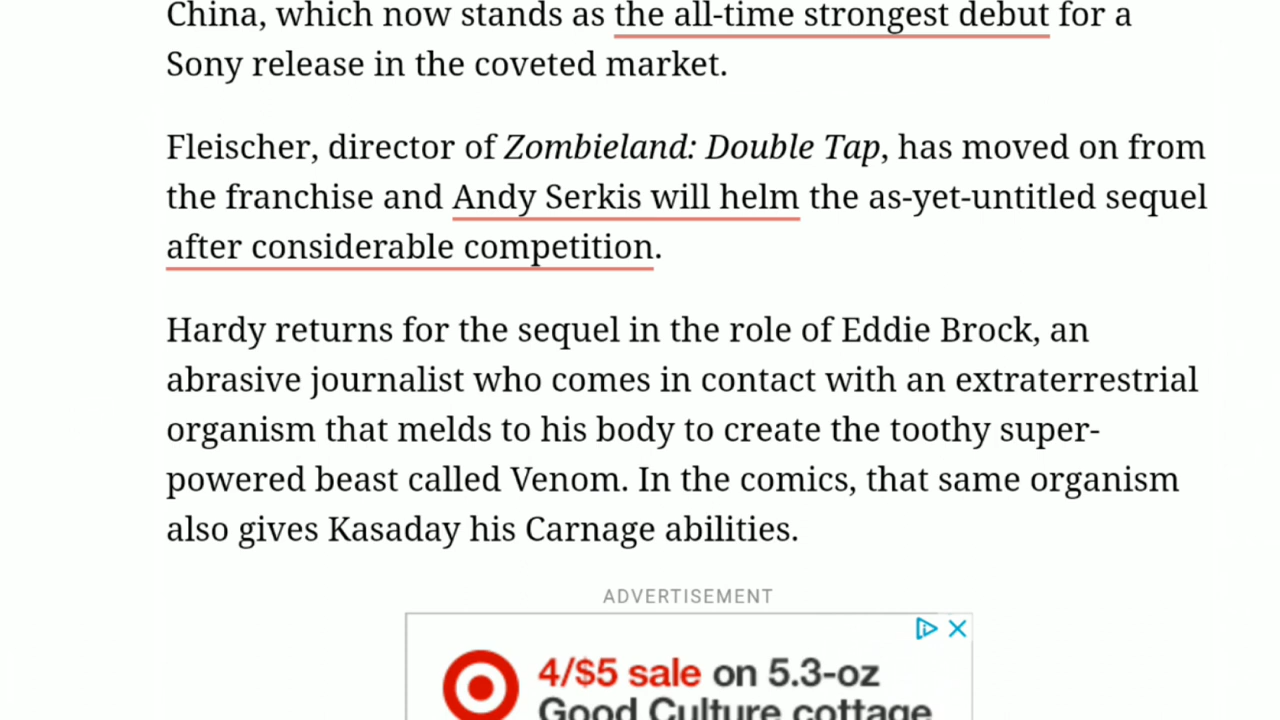 China, which now stands as the all-time strongest debut for a
Sony release in the coveted market.
Fleischer, director of Zombieland: Double Tap, has moved on from
the franchise and Andy Serkis will helm the as-yet-untitled sequel
after considerable competition.
Hardy returns for the sequel in the role of Eddie Brock, an
abrasive journalist who comes in contact with an extraterrestrial
organism that melds to his body to create the toothy super-
powered beast called Venom. In the comics, that same organism
also gives Kasaday his Carnage abilities.
ADVERTISEMENT
4/$5 sale on 5.3-oz
Good Culture cottage